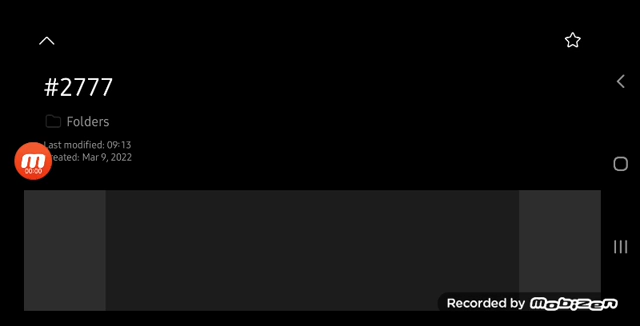 #2777
Folders
Last modified: 09:13
reated: Mar 9, 2022
m
00:00
Recorded by Mobizen